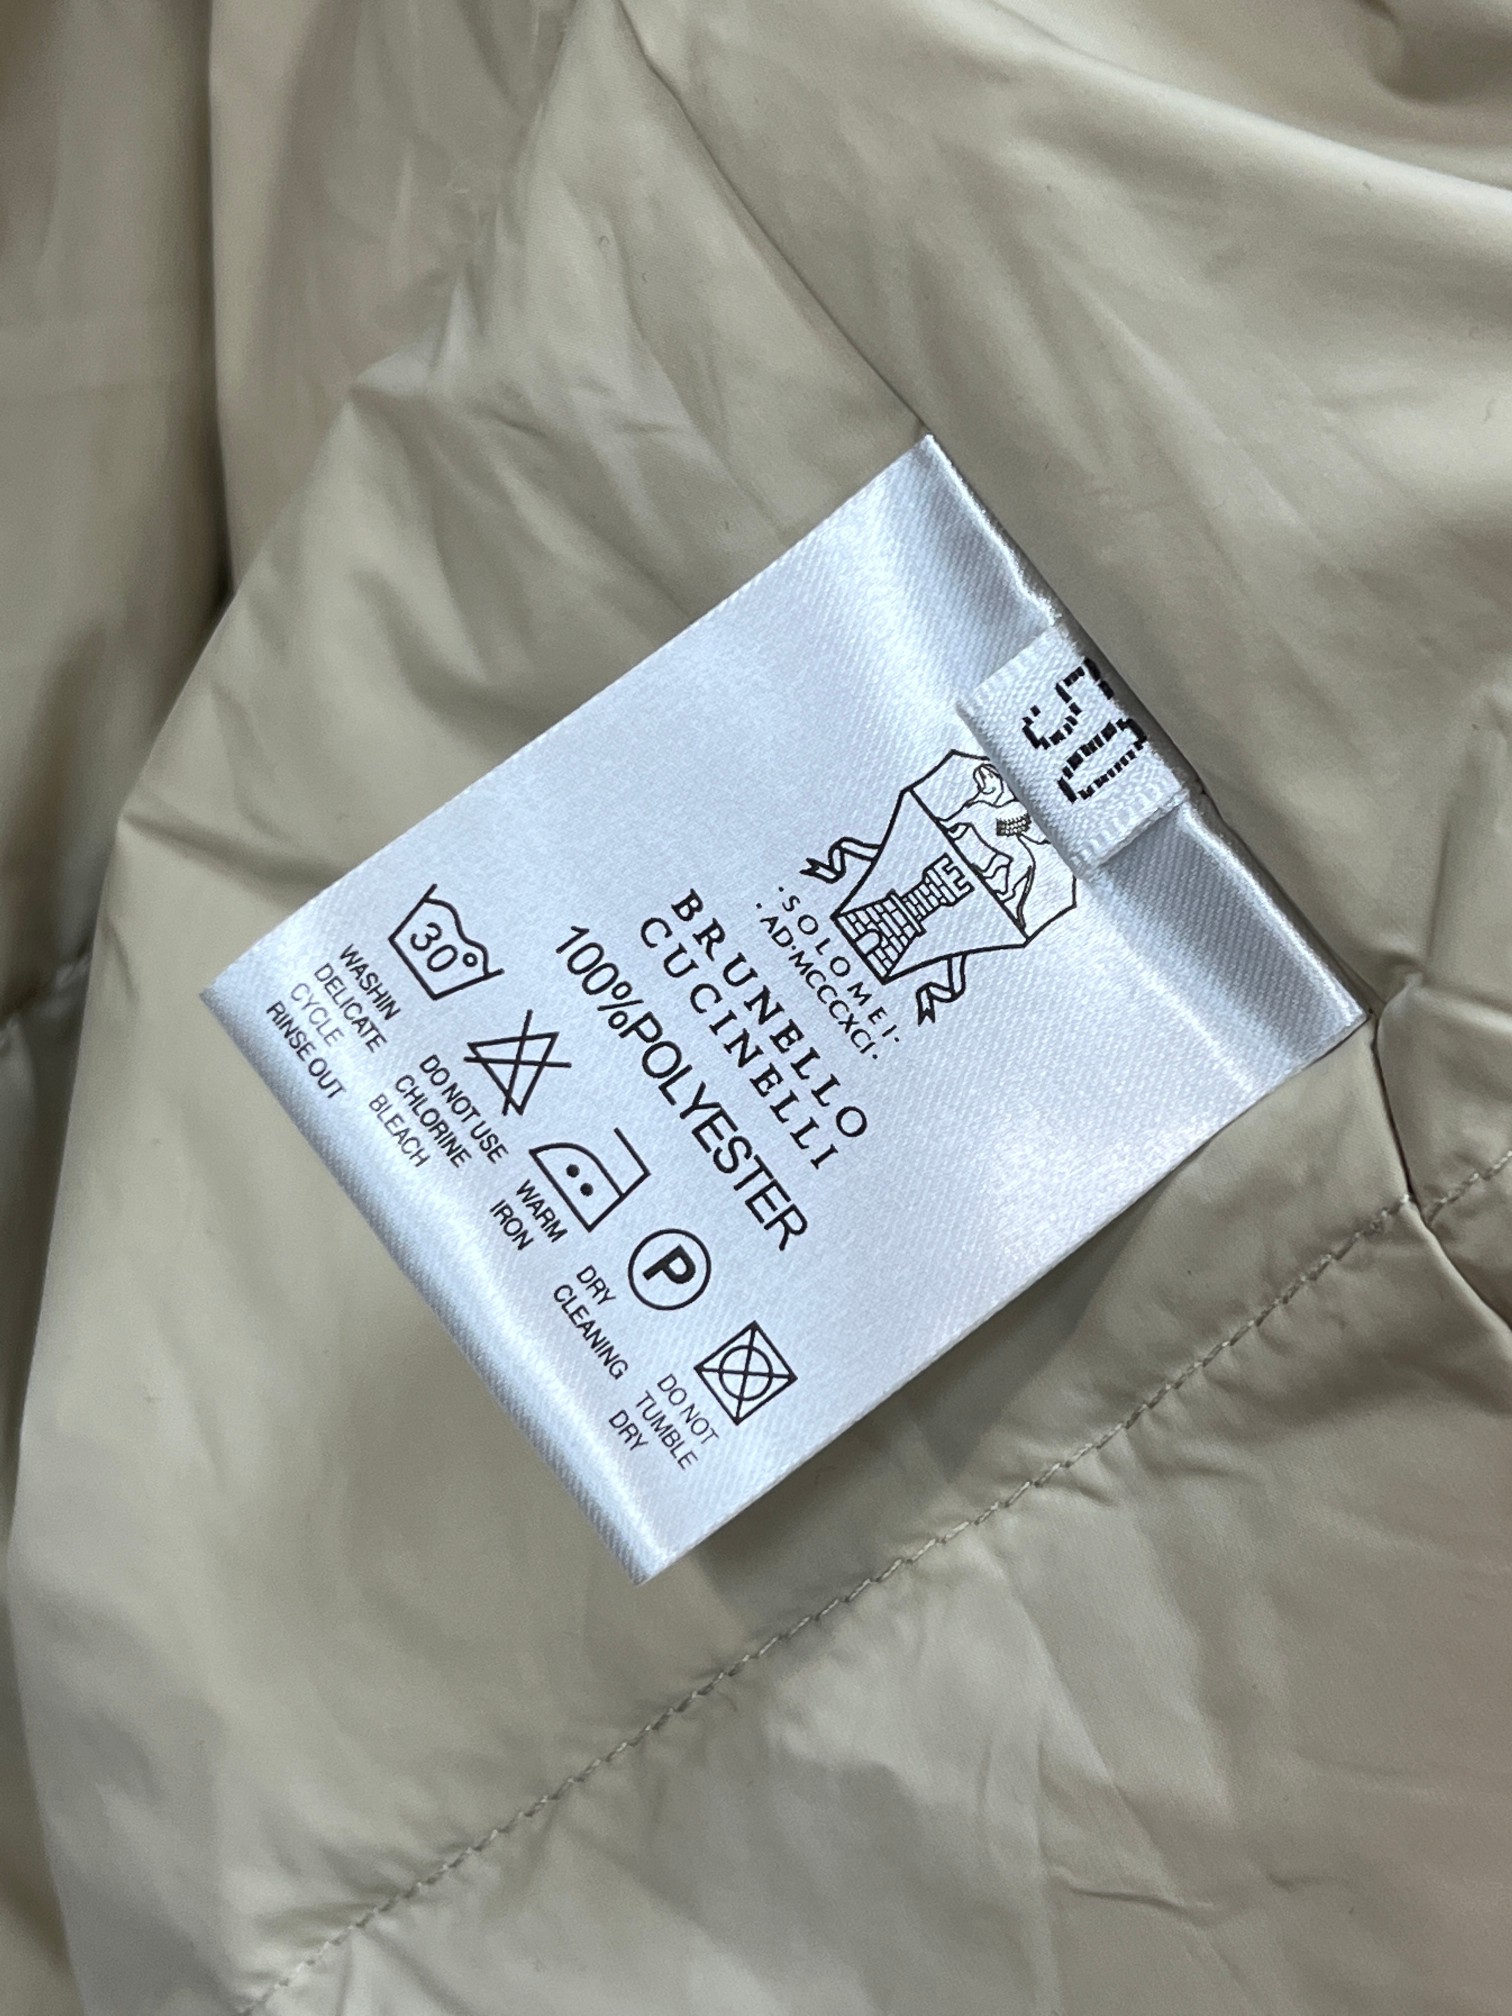 50
·SOLOMEI·
·AD·MCCCXCI·
BRUNELLO
CUCINELLI
100%POLYESTER
30°
WASHIN
DELICATE
CYCLE
RINSE OUT
DO NOT USE
CHLORINE
BLEACH
WARM
IRON
P
DRY
CLEANING
DO NOT
TUMBLE
DRY